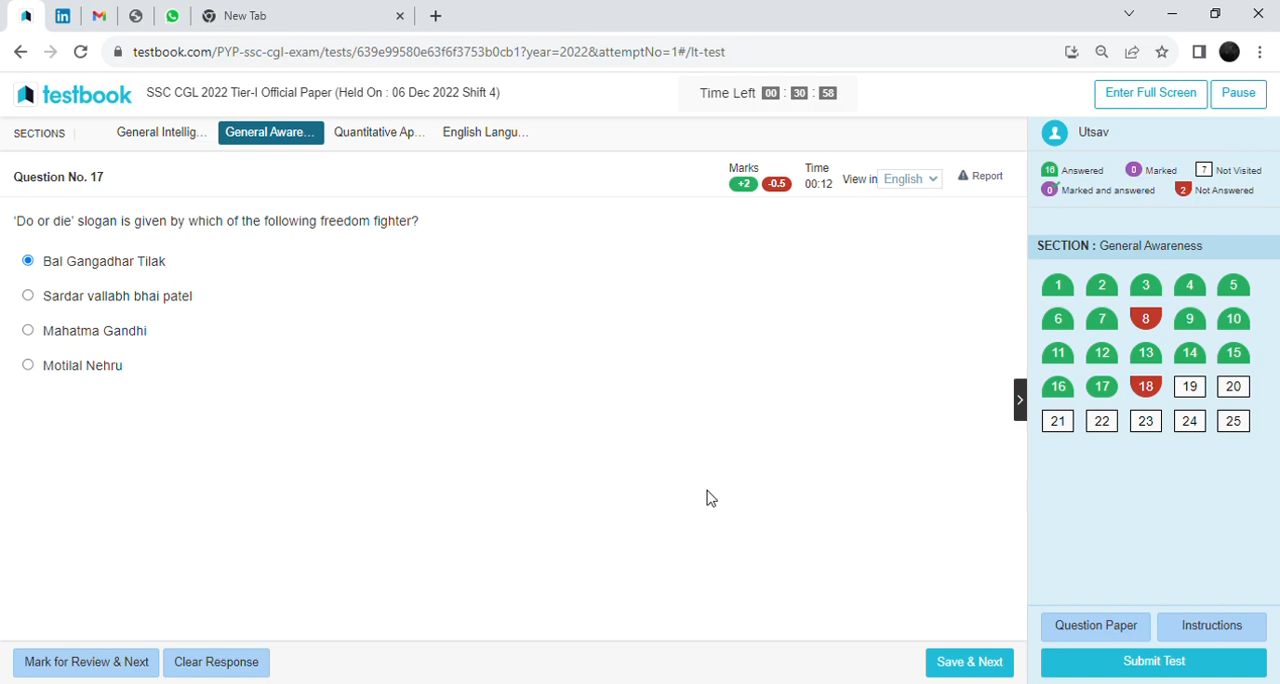 New Tab
testbook.com/PYP-ssc-cgl-exam/tests/639e99580e63f6f3753b0cb1?year=2022&attemptNo=1#/lt-test
testbook SSC CGL 2022 Tier-I Official Paper (Held On : 06 Dec 2022 Shift 4) Time Left 00 : 30 : 58 Enter Full Screen Pause
SECTIONS General Intellig... General Aware... Quantitative Ap... English Langu... Utsav
Question No. 17 Marks +2 -0.5 Time 00:12 View in English Report
16 Answered 0 Marked 7 Not Visited
0 Marked and answered 2 Not Answered
'Do or die' slogan is given by which of the following freedom fighter?
Bal Gangadhar Tilak
Sardar vallabh bhai patel
Mahatma Gandhi
Motilal Nehru
SECTION : General Awareness
1 2 3 4 5
6 7 8 9 10
11 12 13 14 15
16 17 18 19 20
21 22 23 24 25
Question Paper Instructions
Mark for Review & Next Clear Response Save & Next Submit Test